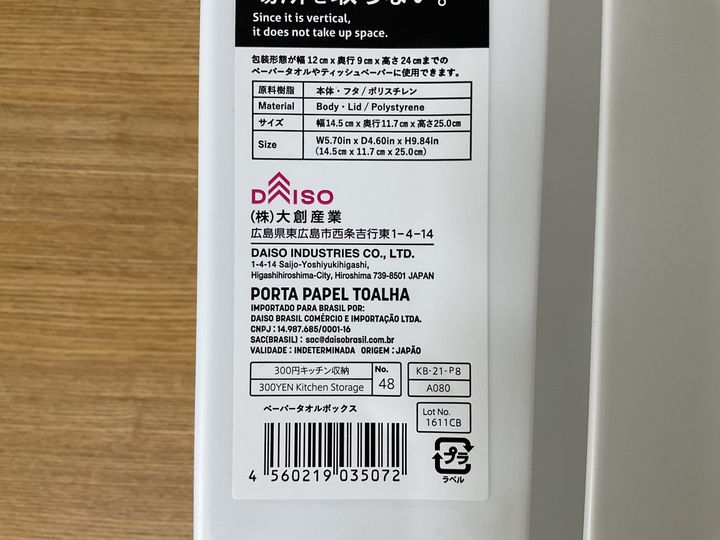 Since it is vertical,
it does not take up space.
包装形態が幅12cm x 奥行9cm x 高さ24cmまでの
ペーパータオルやティッシュペーパーに使用できます。
原料樹脂 本体・フタ/ポリスチレン
Material Body・Lid / Polystyrene
サイズ 幅14.5cm x 奥行11.7cm x 高さ25.0cm
Size W5.70in x D4.60in x H9.84in
(14.5cm x 11.7cm x 25.0cm)
DAISO
(株)大創産業
広島県東広島市西条吉行東1-4-14
DAISO INDUSTRIES CO., LTD.
1-4-14 Saijo-Yoshiyukihigashi,
Higashihiroshima-City, Hiroshima 739-8501 JAPAN
PORTA PAPEL TOALHA
IMPORTADO PARA BRASIL POR:
DAISO BRASIL COMÉRCIO E IMPORTAÇÃO LTDA.
CNPJ : 14.987.685/0001-16
SAC(BRASIL) : sac@daisobrasil.com.br
VALIDADE : INDETERMINADA ORIGEM : JAPÃO
300円キッチン収納
300YEN Kitchen Storage
No.
48
KB-21-P8
A080
Lot No.
1611CB
ペーパータオルボックス
4 560219 035072
プラ
ラベル